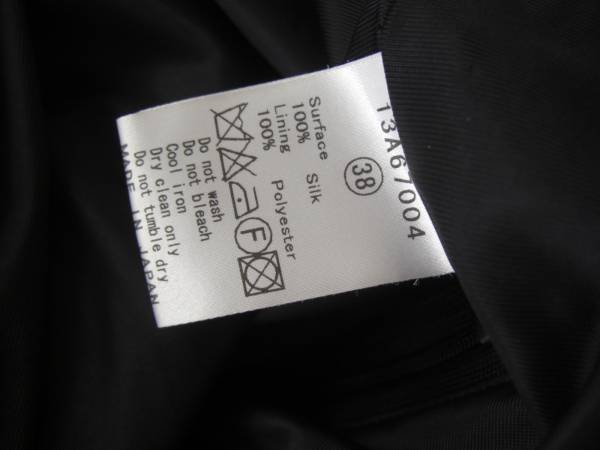 13A67004
38
Surface Silk
100%
Lining Polyester
100%
F
Do not wash
Do not bleach
Cool iron
Dry clean only
Do not tumble dry
MADE IN JAPAN